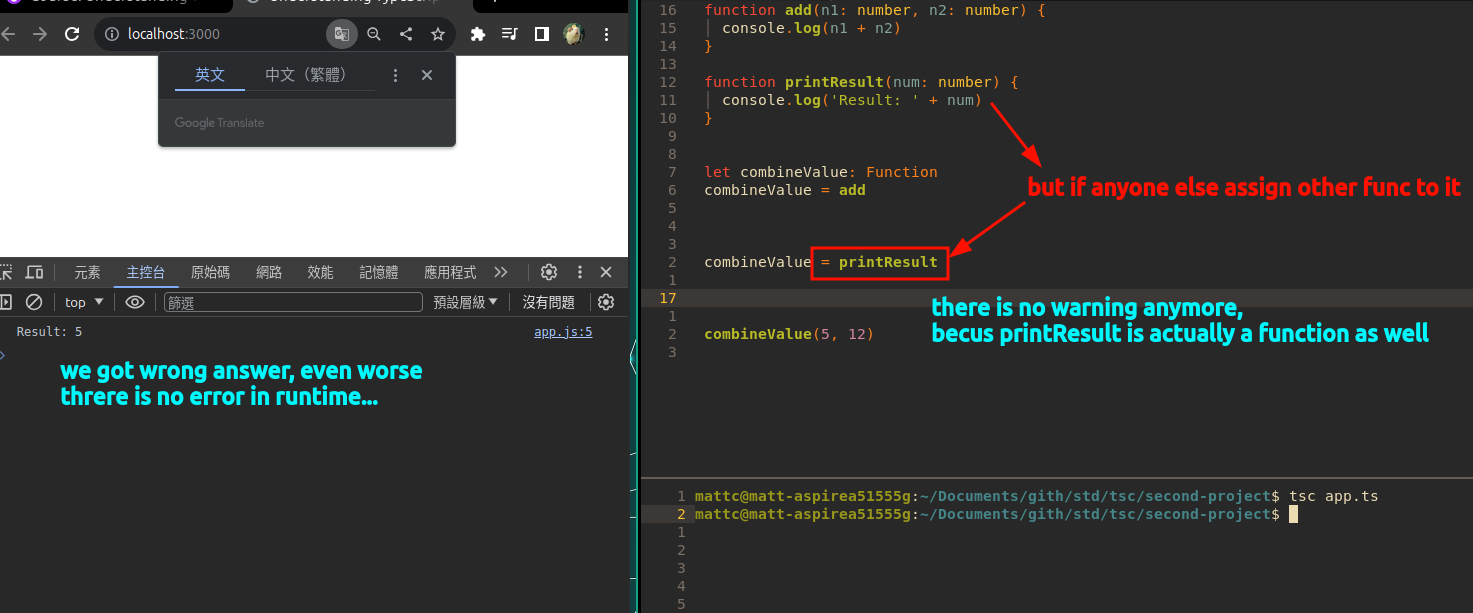 localhost:3000
英文 中文（繁體）
Google Translate
元素 主控台 原始碼 網路 效能 記憶體 應用程式
top 篩選 預設層級 沒有問題
Result: 5 app.js:5
we got wrong answer, even worse
threre is no error in runtime...
16 function add(n1: number, n2: number) {
15 console.log(n1 + n2)
14 }
13
12 function printResult(num: number) {
11 console.log('Result: ' + num)
10 }
9
8
7 let combineValue: Function
6 combineValue = add
5
4
3
2 combineValue = printResult
1
17
1
2 combineValue(5, 12)
3
but if anyone else assign other func to it
there is no warning anymore,
becus printResult is actually a function as well
1 mattc@matt-aspirea51555g:~/Documents/gith/std/tsc/second-project$ tsc app.ts
2 mattc@matt-aspirea51555g:~/Documents/gith/std/tsc/second-project$
1
2
3
4
5